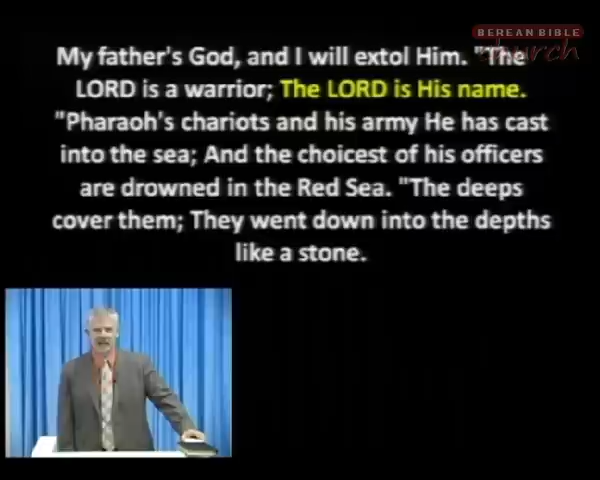 BEREAN BIBLE
church
My father's God, and I will extol Him. "The
LORD is a warrior; The LORD is His name.
"Pharaoh's chariots and his army He has cast
into the sea; And the choicest of his officers
are drowned in the Red Sea. "The deeps
cover them; They went down into the depths
like a stone.